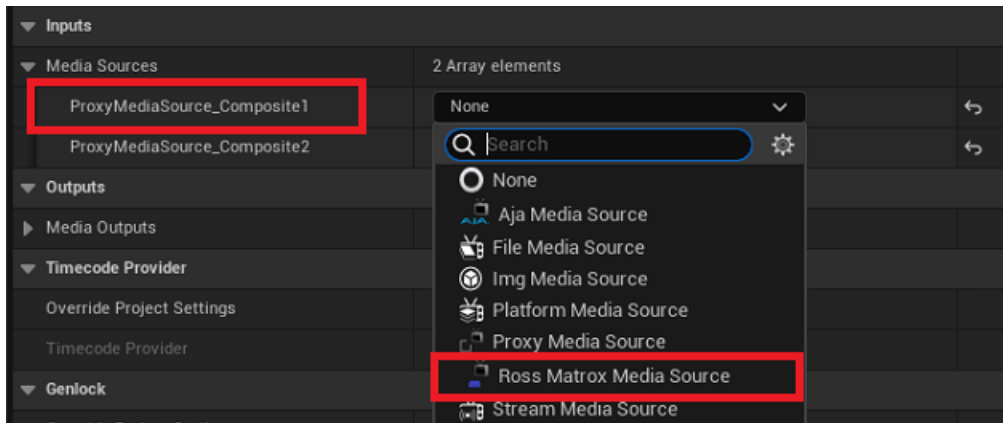 Inputs
Media Sources 2 Array elements
ProxyMediaSource_Composite1 None
ProxyMediaSource_Composite2
Search
Outputs
None
Media Outputs
Aja Media Source
File Media Source
Timecode Provider
Img Media Source
Override Project Settings
Platform Media Source
Timecode Provider
Proxy Media Source
Ross Matrox Media Source
Genlock
Stream Media Source